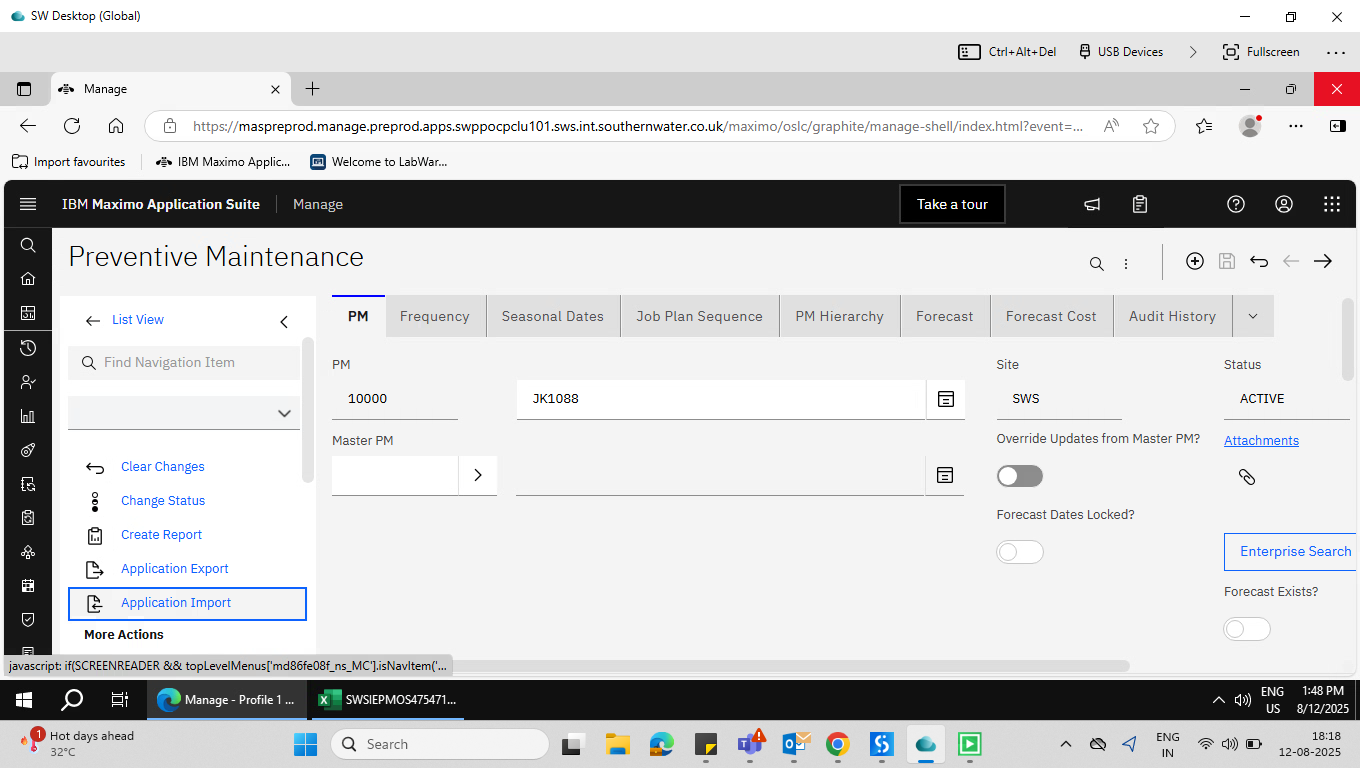 SW Desktop (Global)
Ctrl+Alt+Del
USB Devices
Fullscreen
Manage
https://maspreprod.manage.preprod.apps.swppocpclu101.sws.int.southernwater.co.uk/maximo/oslc/graphite/manage-shell/index.html?event=...
Import favourites
IBM Maximo Applic...
Welcome to LabWar...
IBM Maximo Application Suite
Manage
Take a tour
Preventive Maintenance
List View
Find Navigation Item
Clear Changes
Change Status
Create Report
Application Export
Application Import
More Actions
PM
Frequency
Seasonal Dates
Job Plan Sequence
PM Hierarchy
Forecast
Forecast Cost
Audit History
PM
10000
JK1088
Site
SWS
Status
ACTIVE
Master PM
Override Updates from Master PM?
Attachments
Forecast Dates Locked?
Enterprise Search
Forecast Exists?
javascript: if(SCREENREADER && topLevelMenus['md86fe08f_ns_MC'].isNavItem('...
Manage - Profile 1 ...
SWSIEPMOS475471...
ENG
US
1:48 PM
8/12/2025
1
Hot days ahead
32°C
Search
ENG
IN
18:18
12-08-2025